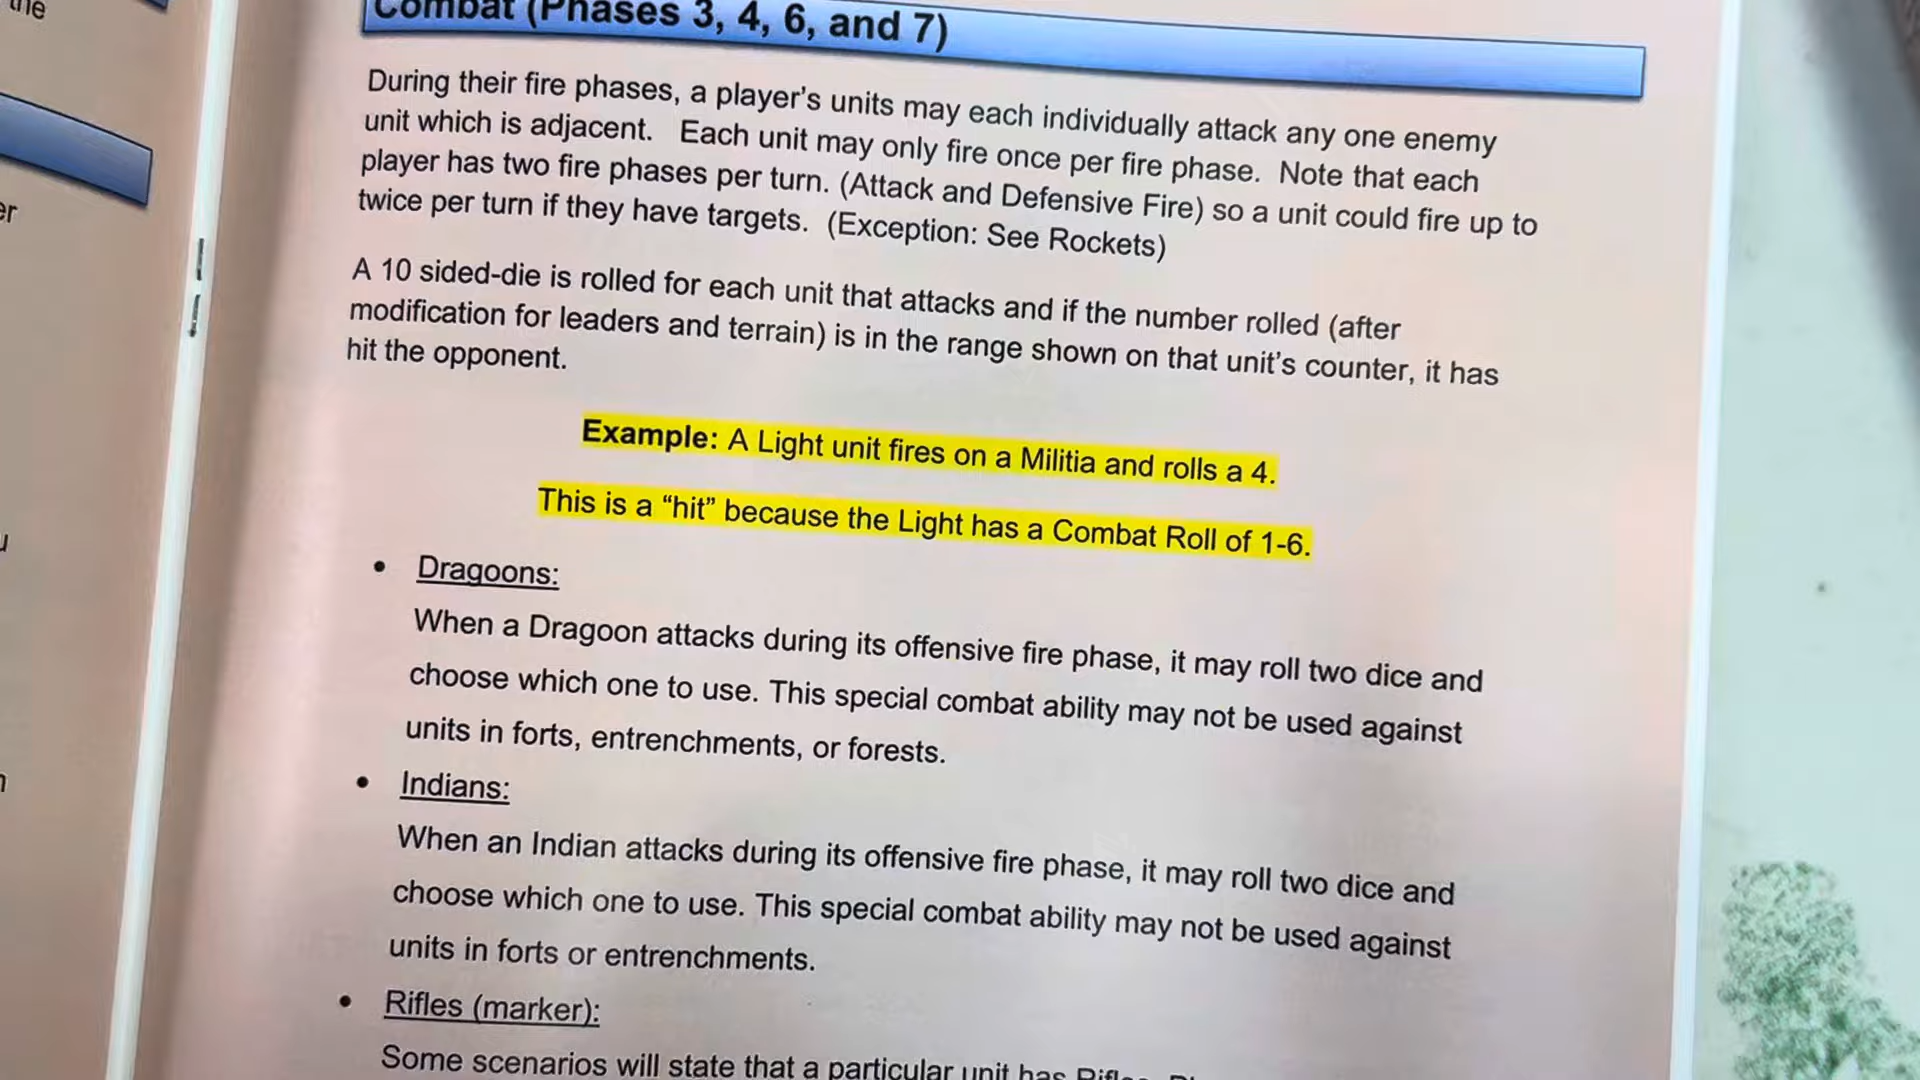 the
er
Combat (Phases 3, 4, 6, and 7)
During their fire phases, a player's units may each individually attack any one enemy
unit which is adjacent.   Each unit may only fire once per fire phase.  Note that each
player has two fire phases per turn. (Attack and Defensive Fire) so a unit could fire up to
twice per turn if they have targets.  (Exception: See Rockets)
A 10 sided-die is rolled for each unit that attacks and if the number rolled (after
modification for leaders and terrain) is in the range shown on that unit's counter, it has
hit the opponent.
Example: A Light unit fires on a Militia and rolls a 4.
This is a “hit” because the Light has a Combat Roll of 1-6.
• Dragoons:
When a Dragoon attacks during its offensive fire phase, it may roll two dice and
choose which one to use. This special combat ability may not be used against
units in forts, entrenchments, or forests.
• Indians:
When an Indian attacks during its offensive fire phase, it may roll two dice and
choose which one to use. This special combat ability may not be used against
units in forts or entrenchments.
• Rifles (marker):
Some scenarios will state that a particular unit has